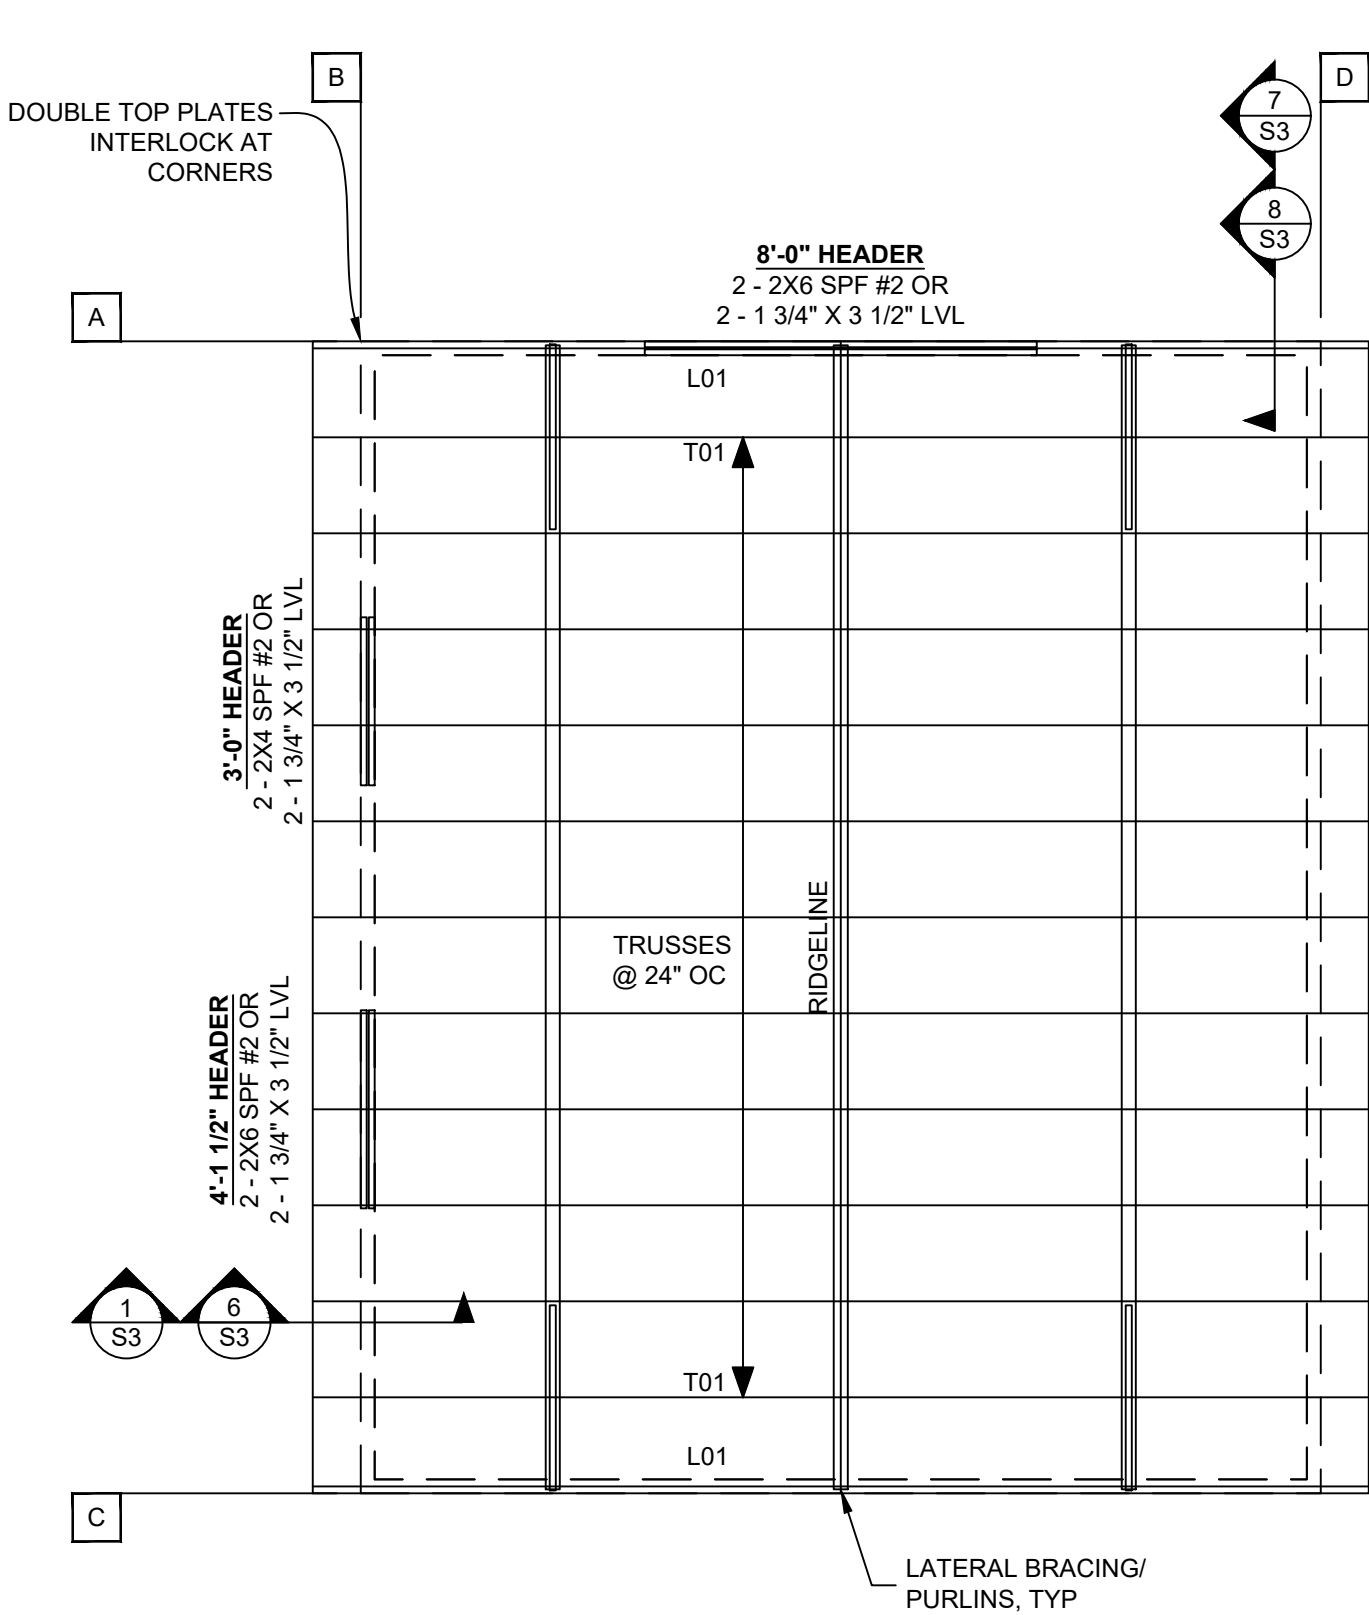 B
D
DOUBLE TOP PLATES
INTERLOCK AT
CORNERS
7
S3
8
S3
8'-0" HEADER
2 - 2X6 SPF #2 OR
2 - 1 3/4" X 3 1/2" LVL
A
L01
T01
3'-0" HEADER
2 - 2X4 SPF #2 OR
2 - 1 3/4" X 3 1/2" LVL
TRUSSES
@ 24" OC
RIDGELINE
4'-1 1/2" HEADER
2 - 2X6 SPF #2 OR
2 - 1 3/4" X 3 1/2" LVL
1
S3
6
S3
T01
L01
C
LATERAL BRACING/
PURLINS, TYP